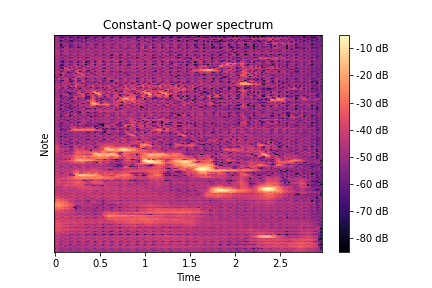 Constant-Q power spectrum
Note
-10 dB
-20 dB
-30 dB
-40 dB
-50 dB
-60 dB
-70 dB
-80 dB
0 0.5 1 1.5 2 2.5
Time